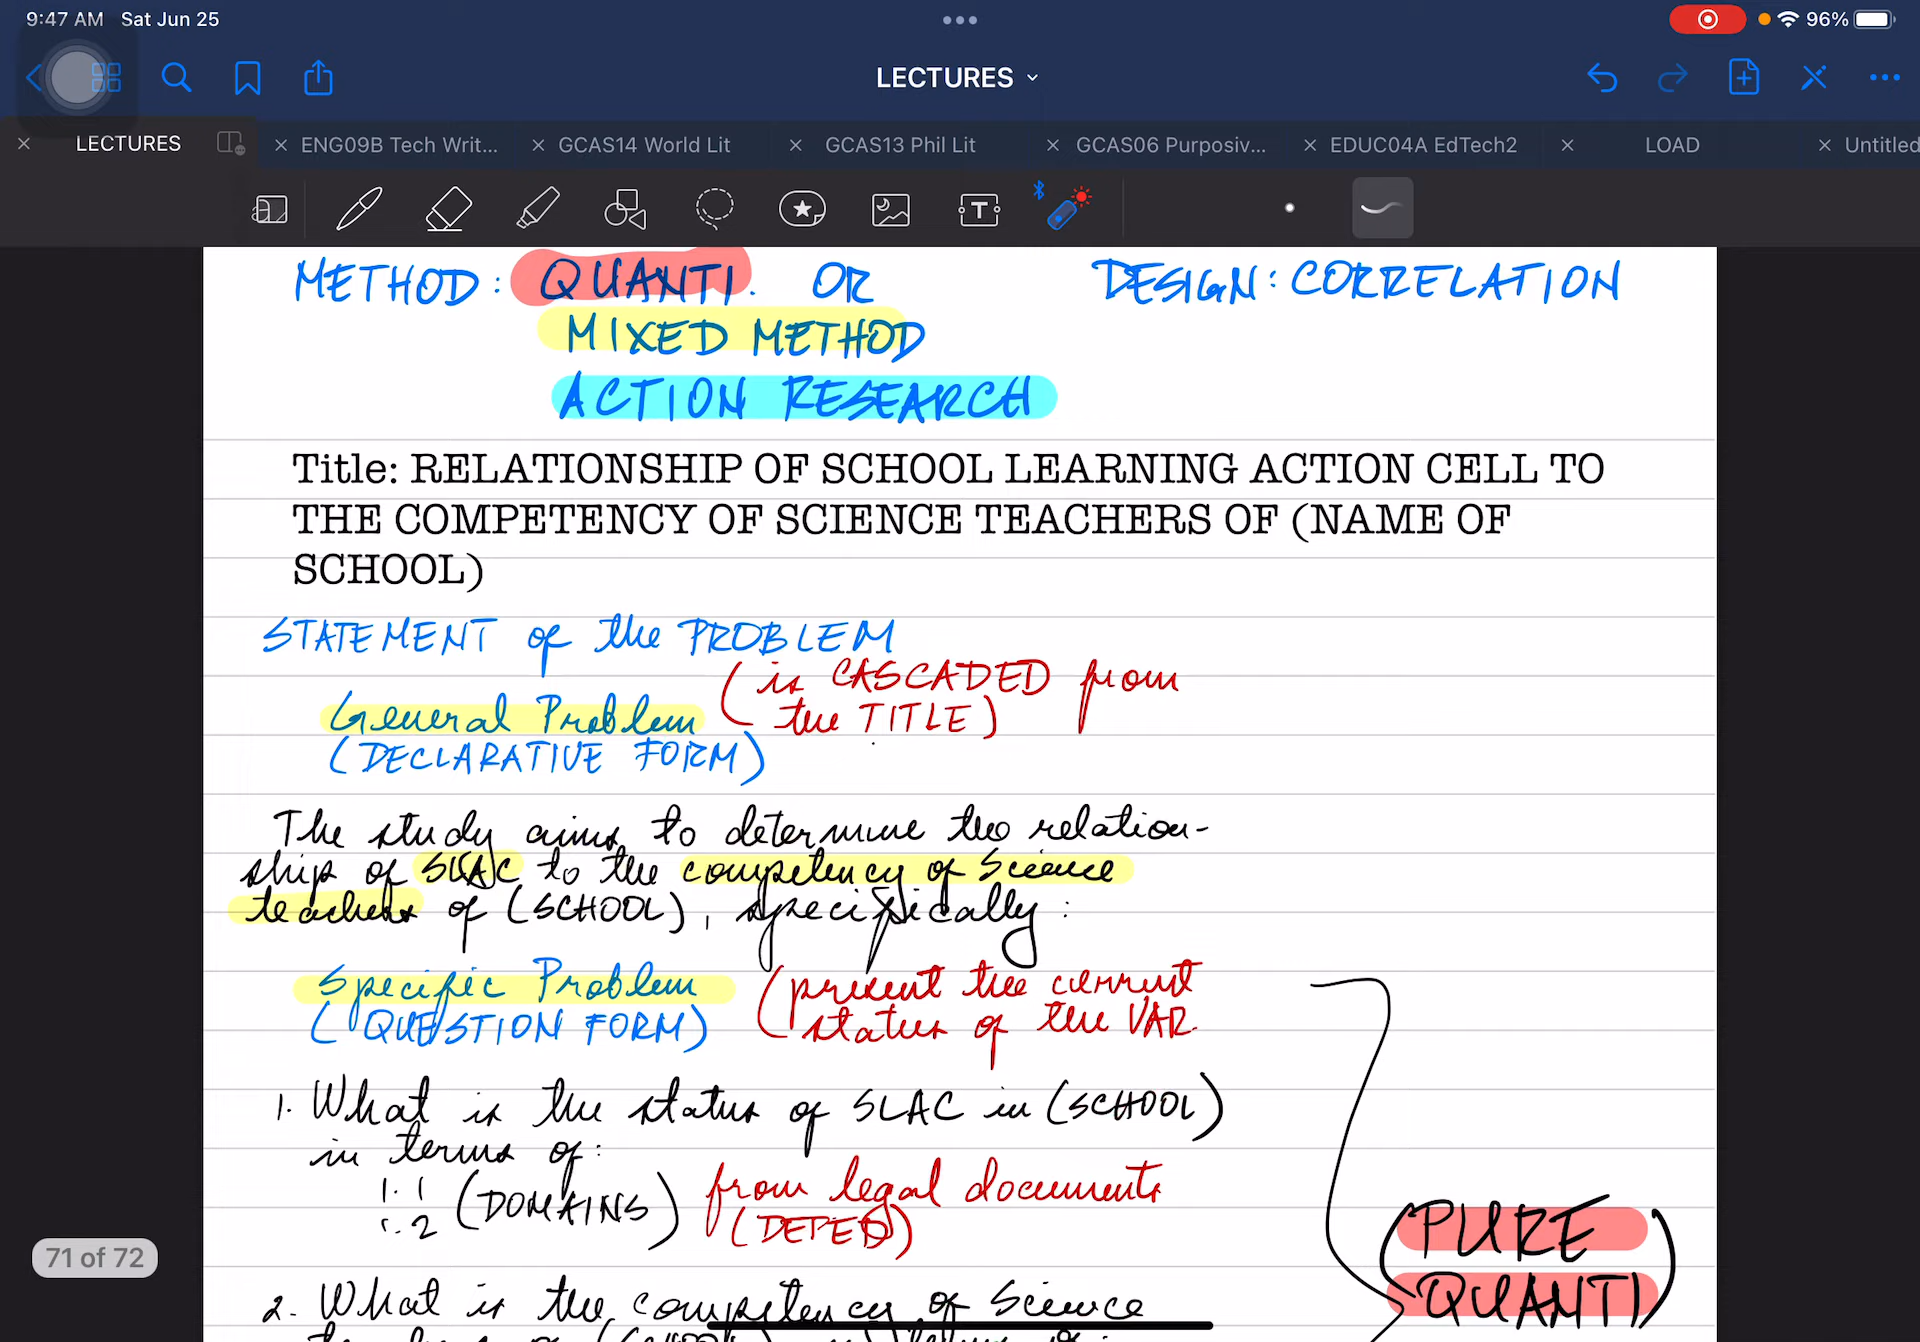 9:47 AM Sat Jun 25
96%
LECTURES
LECTURES
ENG09B Tech Writ...
GCAS14 World Lit
GCAS13 Phil Lit
GCAS06 Purposiv...
EDUC04A EdTech2
LOAD
Untitled
METHOD: QUANTI. OR
DESIGN: CORRELATION
MIXED METHOD
ACTION RESEARCH
Title: RELATIONSHIP OF SCHOOL LEARNING ACTION CELL TO
THE COMPETENCY OF SCIENCE TEACHERS OF (NAME OF
SCHOOL)
STATEMENT of the PROBLEM
(is CASCADED from
the TITLE)
General Problem
(DECLARATIVE FORM)
The study aims to determine the relation-
ship of SLAC to the competency of Science
teachers of (SCHOOL), specifically:
Specific Problem
(QUESTION FORM)
(present the current
status of the VAR.
1. What is the status of SLAC in (SCHOOL)
in terms of:
1.1
1.2
(DOMAINS)
from legal documents
(DEPED)
(PURE
QUANTI)
71 of 72
2. What is the competency of Science